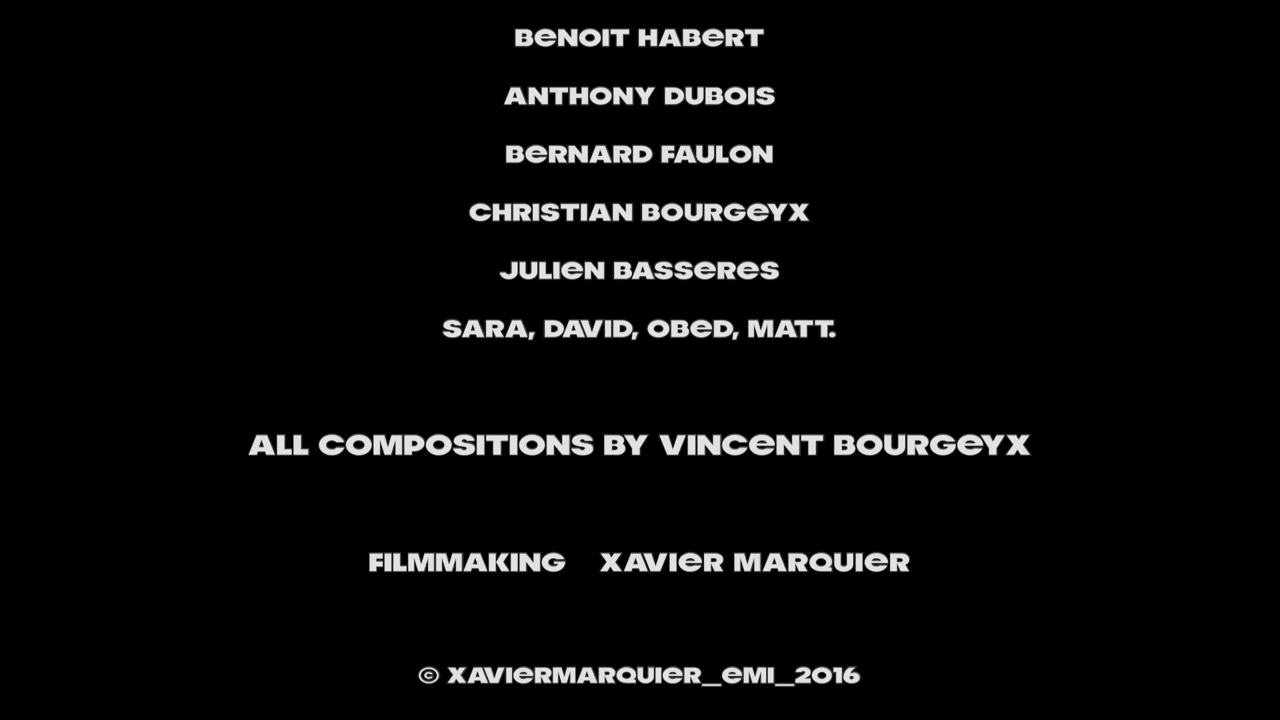 BeNOIT HABeRT
ANTHONY DUBOIS
BeRNARD FAULON
CHRISTIAN BOURGeYX
JULIeN BASSeReS
SARA, DAVID, OBeD, MATT.
ALL COMPOSITIONS BY VINCeNT BOURGeYX
FILMMAKING XAVIeR MARQUIeR
© XAVIeRMARQUIeR_eMI_2016